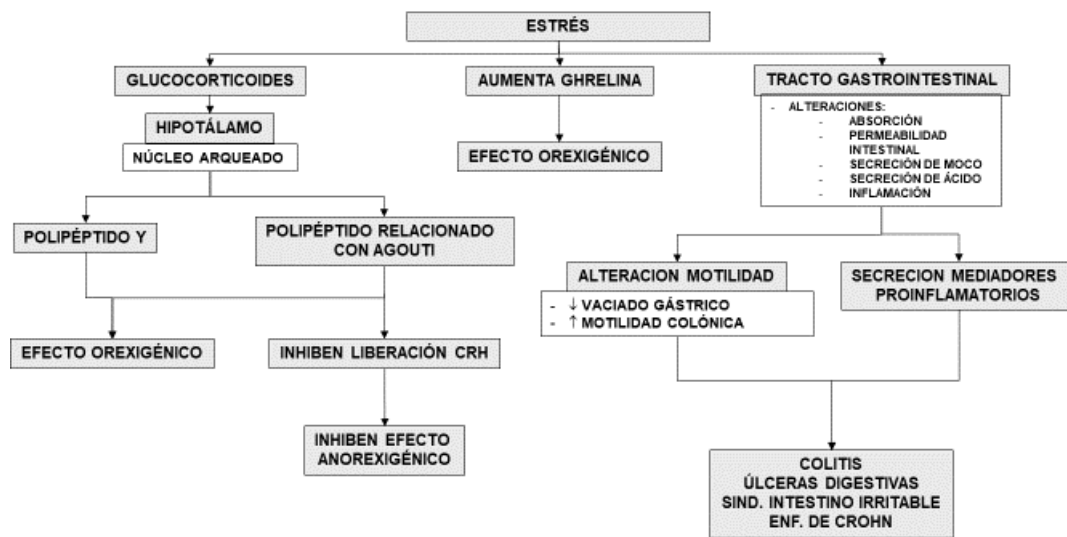 ESTRÉS
GLUCOCORTICOIDES
AUMENTA GHRELINA
TRACTO GASTROINTESTINAL
- ALTERACIONES:
- ABSORCIÓN
- PERMEABILIDAD
INTESTINAL
- SECRECIÓN DE MOCO
- SECRECIÓN DE ÁCIDO
- INFLAMACIÓN
HIPOTÁLAMO
NÚCLEO ARQUEADO
EFECTO OREXIGÉNICO
POLIPÉPTIDO Y
POLIPÉPTIDO RELACIONADO
CON AGOUTI
ALTERACION MOTILIDAD
- ↓ VACIADO GÁSTRICO
- ↑ MOTILIDAD COLÓNICA
SECRECION MEDIADORES
PROINFLAMATORIOS
EFECTO OREXIGÉNICO
INHIBEN LIBERACIÓN CRH
INHIBEN EFECTO
ANOREXIGÉNICO
COLITIS
ÚLCERAS DIGESTIVAS
SIND. INTESTINO IRRITABLE
ENF. DE CROHN